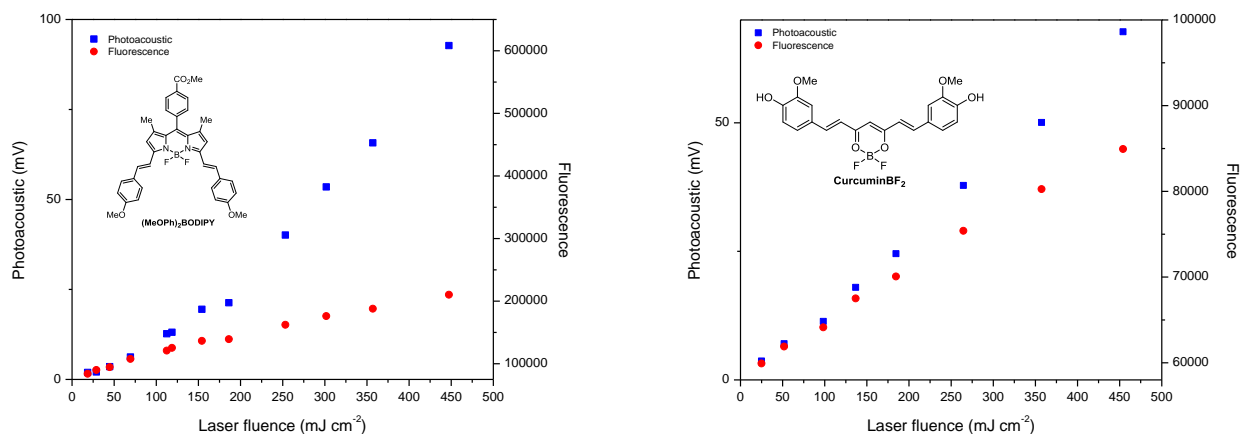 100
50
0
Photoacoustic (mV)
Photoacoustic
Fluorescence
CO₂Me
Me
Me
N
N
B
F
F
MeO
OMe
(MeOPh)₂BODIPY
600000
500000
400000
300000
200000
100000
Fluorescence
0 50 100 150 200 250 300 350 400 450 500
Laser fluence (mJ cm⁻²)
50
0
Photoacoustic (mV)
Photoacoustic
Fluorescence
OMe
OMe
HO
OH
O
O
B
F
F
CurcuminBF₂
100000
90000
80000
70000
60000
Fluorescence
0 50 100 150 200 250 300 350 400 450 500
Laser fluence (mJ cm⁻²)